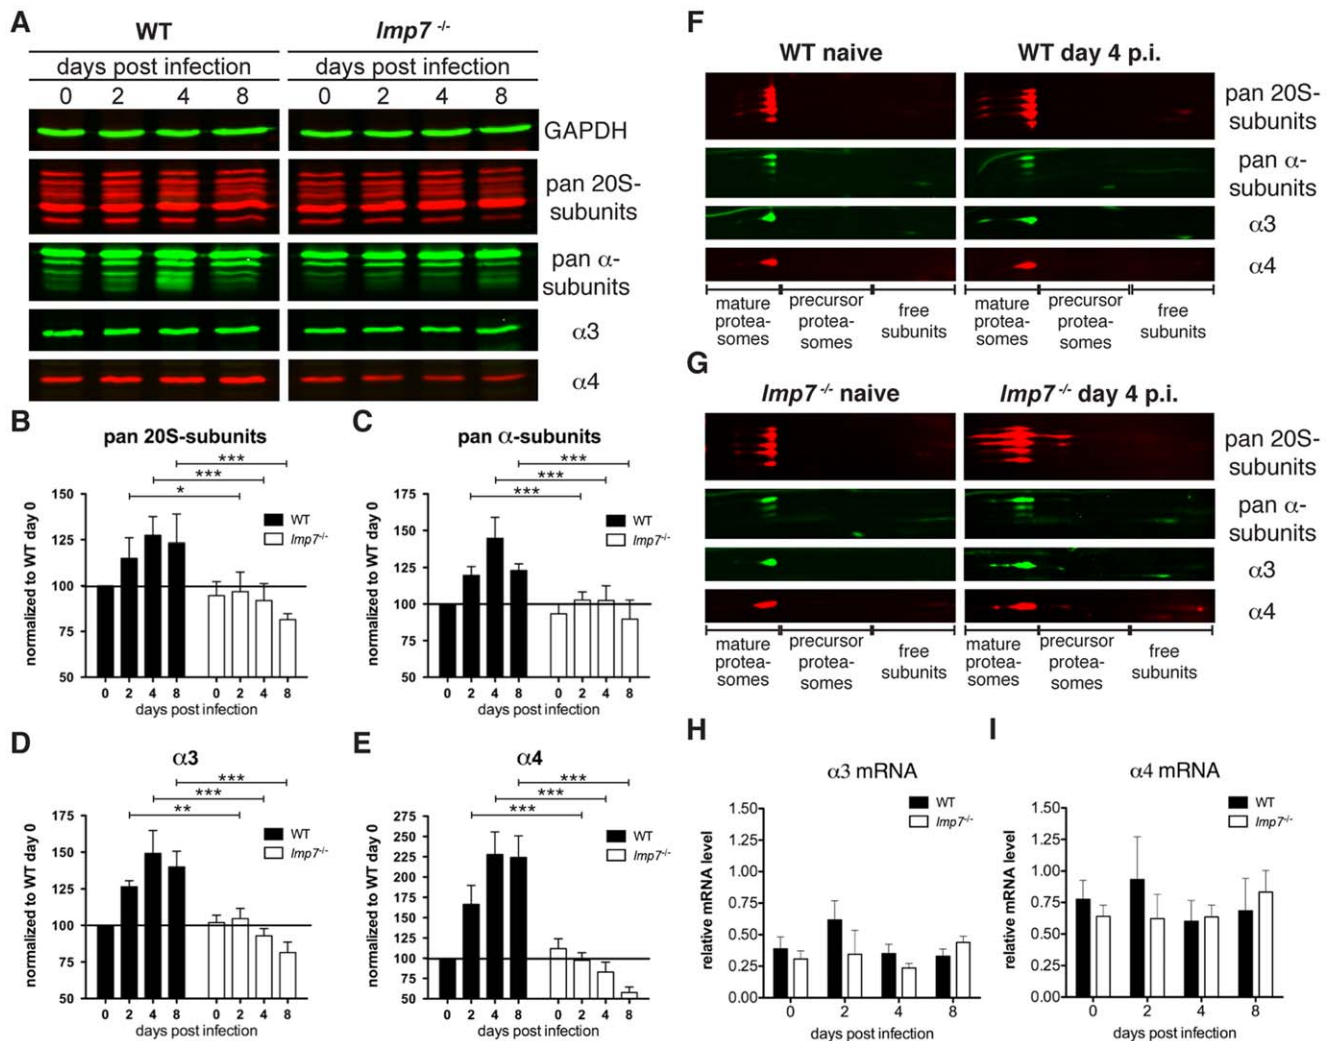 A
WT
lmp7 -/-
days post infection
days post infection
0 2 4 8
0 2 4 8
GAPDH
pan 20S-
subunits
pan α-
subunits
α3
α4
B
pan 20S-subunits
***
***
*
normalized to WT day 0
150
125
100
75
50
WT
lmp7-/-
0 2 4 8 0 2 4 8
days post infection
C
pan α-subunits
***
***
***
normalized to WT day 0
175
150
125
100
75
50
WT
lmp7-/-
0 2 4 8 0 2 4 8
days post infection
D
α3
***
***
**
normalized to WT day 0
175
150
125
100
75
50
WT
lmp7-/-
0 2 4 8 0 2 4 8
days post infection
E
α4
***
***
***
normalized to WT day 0
275
250
225
200
175
150
125
100
75
50
WT
lmp7-/-
0 2 4 8 0 2 4 8
days post infection
F
WT naive
WT day 4 p.i.
pan 20S-
subunits
pan α-
subunits
α3
α4
mature
protea-
somes
precursor
protea-
somes
free
subunits
mature
protea-
somes
precursor
protea-
somes
free
subunits
G
lmp7 -/- naive
lmp7 -/- day 4 p.i.
pan 20S-
subunits
pan α-
subunits
α3
α4
mature
protea-
somes
precursor
protea-
somes
free
subunits
mature
protea-
somes
precursor
protea-
somes
free
subunits
H
α3 mRNA
relative mRNA level
1.50
1.25
1.00
0.75
0.50
0.25
0.00
WT
lmp7-/-
0 2 4 8
days post infection
I
α4 mRNA
relative mRNA level
1.50
1.25
1.00
0.75
0.50
0.25
0.00
WT
lmp7-/-
0 2 4 8
days post infection